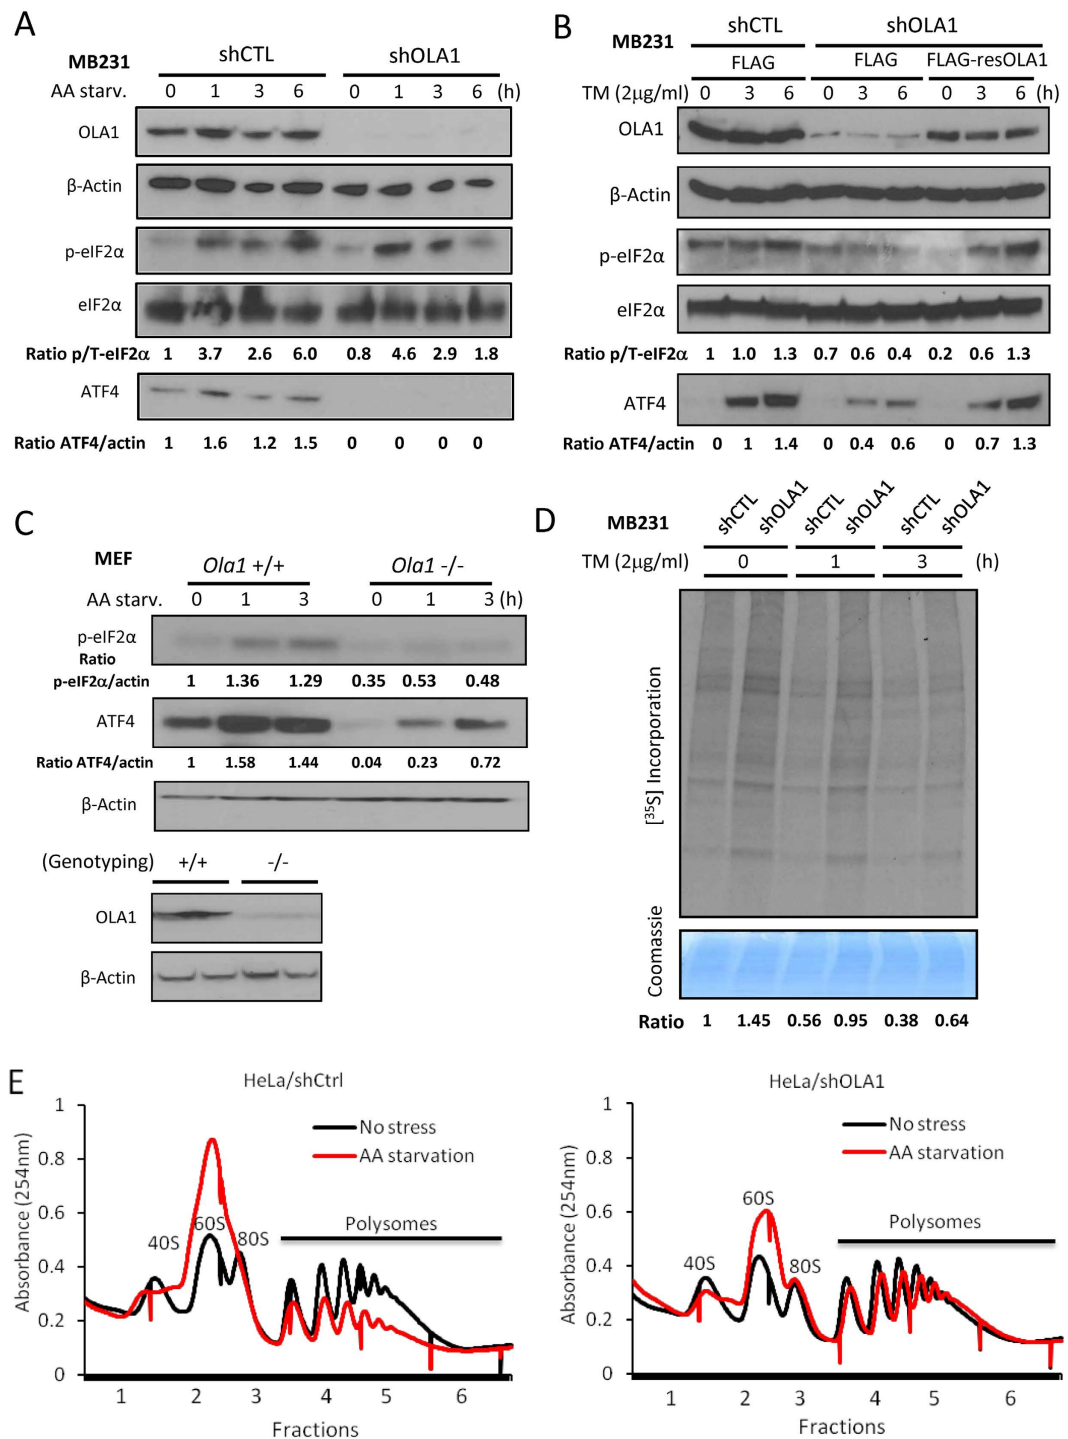 A
MB231
shCTL shOLA1
AA starv. 0 1 3 6 0 1 3 6 (h)
OLA1
β-Actin
p-eIF2α
eIF2α
Ratio p/T-eIF2α 1 3.7 2.6 6.0 0.8 4.6 2.9 1.8
ATF4
Ratio ATF4/actin 1 1.6 1.2 1.5 0 0 0 0
B
MB231
shCTL shOLA1
FLAG FLAG FLAG-resOLA1
TM (2μg/ml) 0 3 6 0 3 6 0 3 6 (h)
OLA1
β-Actin
p-eIF2α
eIF2α
Ratio p/T-eIF2α 1 1.0 1.3 0.7 0.6 0.4 0.2 0.6 1.3
ATF4
Ratio ATF4/actin 0 1 1.4 0 0.4 0.6 0 0.7 1.3
C
MEF
Ola1 +/+ Ola1 -/-
AA starv. 0 1 3 0 1 3 (h)
p-eIF2α
Ratio
p-eIF2α/actin 1 1.36 1.29 0.35 0.53 0.48
ATF4
Ratio ATF4/actin 1 1.58 1.44 0.04 0.23 0.72
β-Actin
(Genotyping) +/+ -/-
OLA1
β-Actin
D
MB231
shCTL shOLA1 shCTL shOLA1 shCTL shOLA1
TM (2μg/ml) 0 1 3 (h)
[³⁵S] Incorporation
Coomassie
Ratio 1 1.45 0.56 0.95 0.38 0.64
E
HeLa/shCtrl
Absorbance (254nm)
1
0.8
0.6
0.4
0.2
0
No stress
AA starvation
40S 60S 80S
Polysomes
1 2 3 4 5 6
Fractions
HeLa/shOLA1
Absorbance (254nm)
1
0.8
0.6
0.4
0.2
0
No stress
AA starvation
40S 60S 80S
Polysomes
1 2 3 4 5 6
Fractions